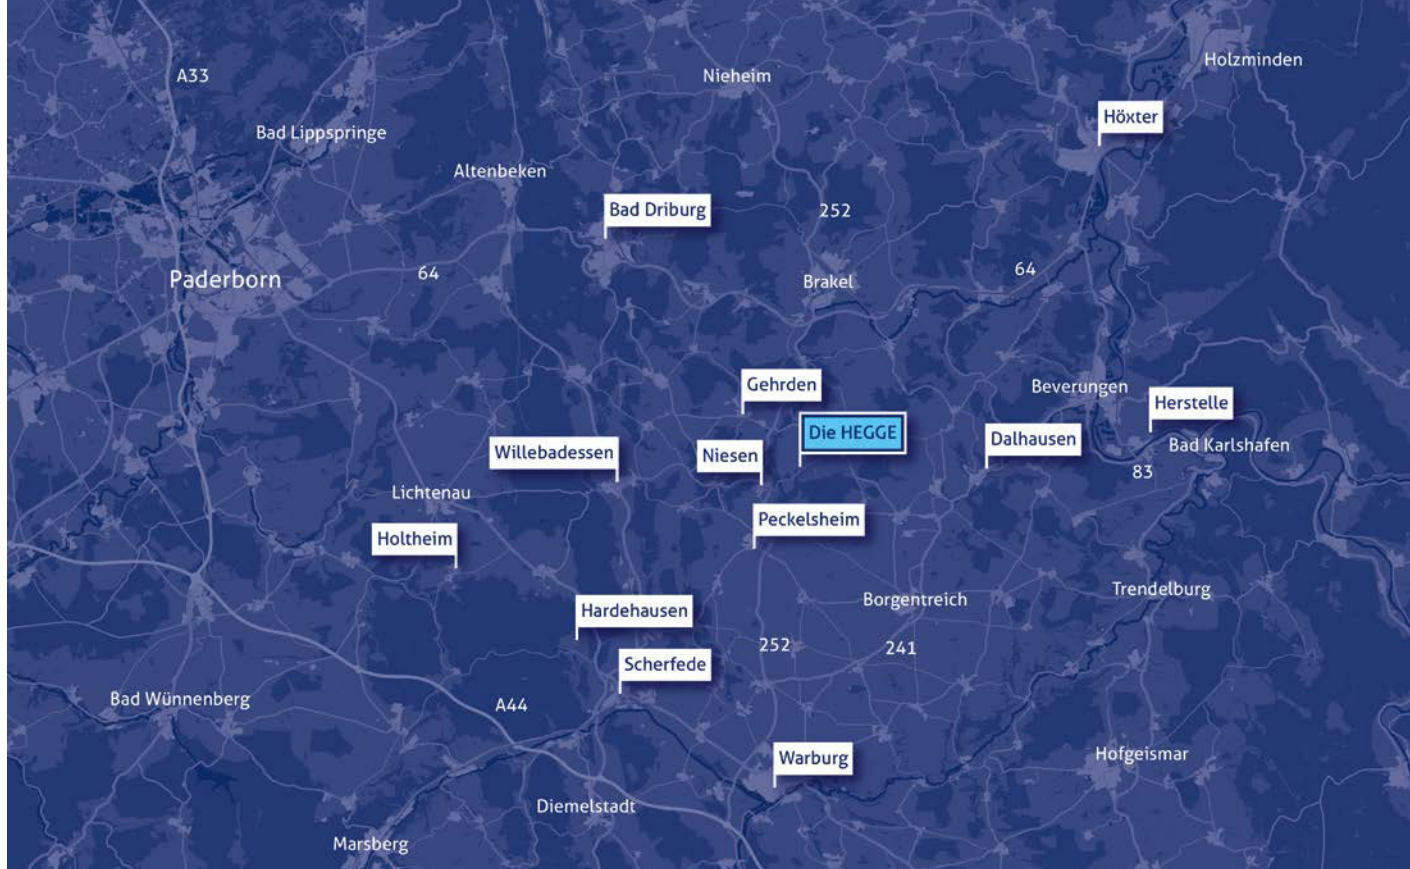 Holzminden
A33
Nieheim
Höxter
Bad Lippspringe
Altenbeken
Bad Driburg
252
Paderborn
64
64
Brakel
Gehrden
Beverungen
Herstelle
Die HEGGE
Dalhausen
Bad Karlshafen
Willebadessen
Niesen
83
Lichtenau
Peckelsheim
Holtheim
Trendelburg
Borgentreich
Hardehausen
252
241
Scherfede
Bad Wünnenberg
A44
Warburg
Hofgeismar
Diemelstadt
Marsberg